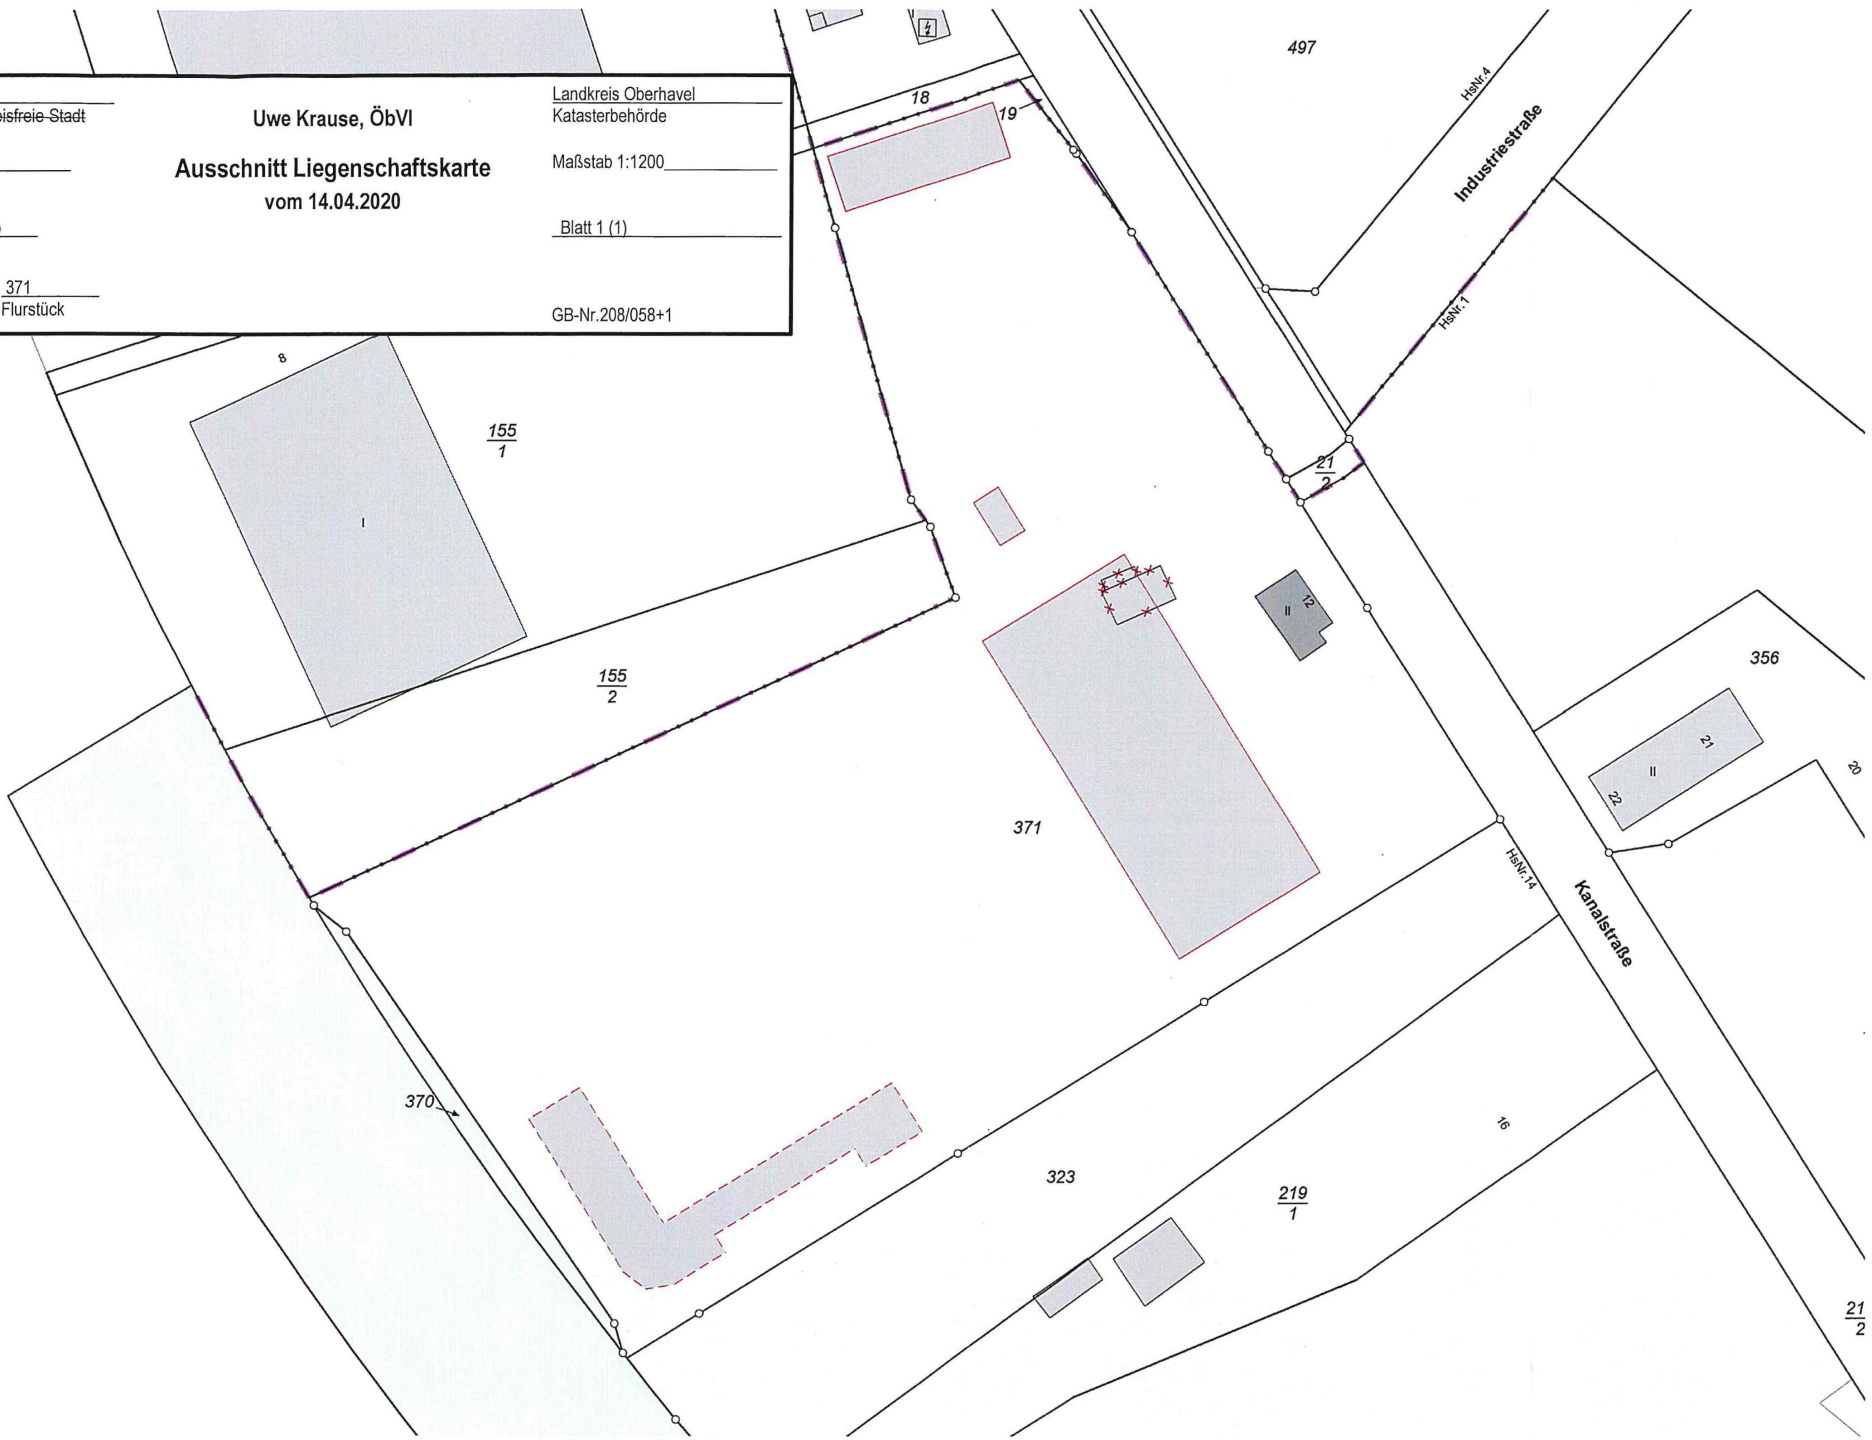 eisfreie Stadt
371
Flurstück
Uwe Krause, ÖbVI
Ausschnitt Liegenschaftskarte
vom 14.04.2020
Landkreis Oberhavel
Katasterbehörde
Maßstab 1:1200
Blatt 1 (1)
GB-Nr.208/058+1
18
19
497
HsNr.4
Industriestraße
HsNr.1
8
155
1
I
21
2
155
2
II
12
356
21
II
22
20
371
HsNr.14
Kanalstraße
370
16
323
219
1
21
2